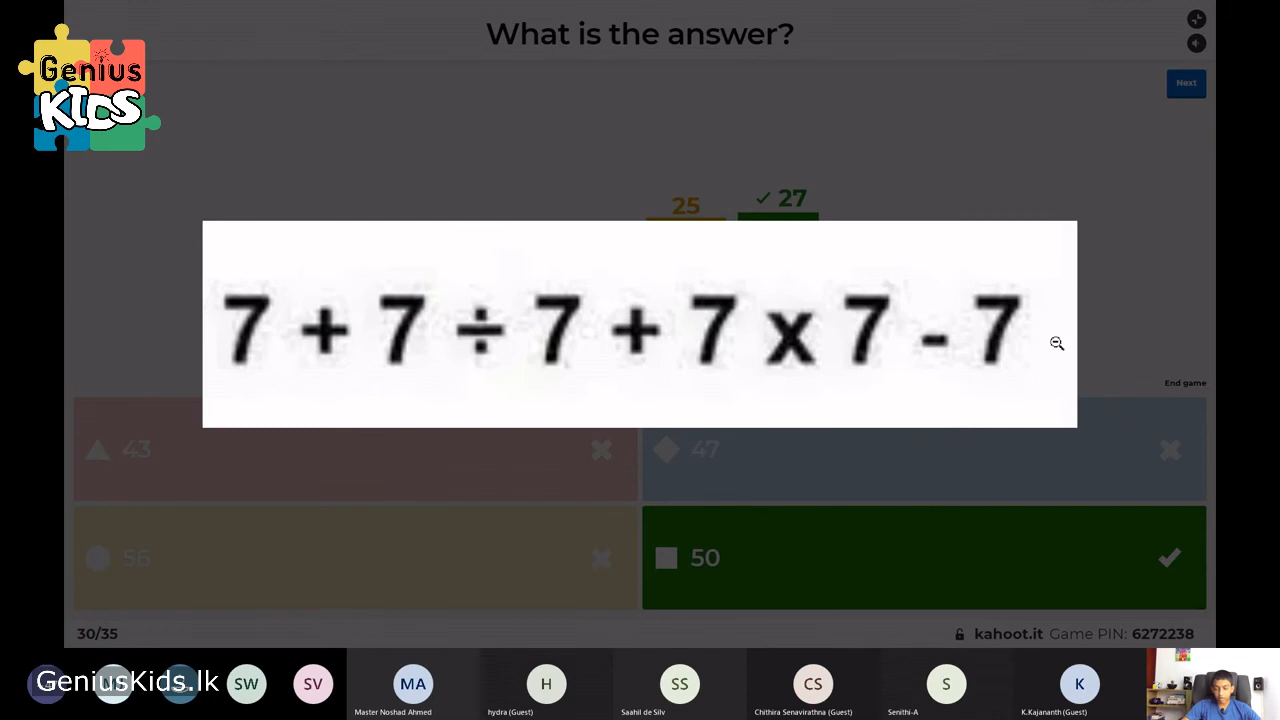 What is the answer?
Genius
KIDS
Next
25
27
7 + 7 ÷ 7 + 7 x 7 - 7
End game
43
47
56
50
30/35
kahoot.it Game PIN: 6272238
GeniusKids.lk
SW
SV
MA
H
SS
CS
S
K
Master Noshad Ahmed
hydra (Guest)
Saahil de Silv
Chithira Senavirathna (Guest)
Senithi-A
K.Kajananth (Guest)